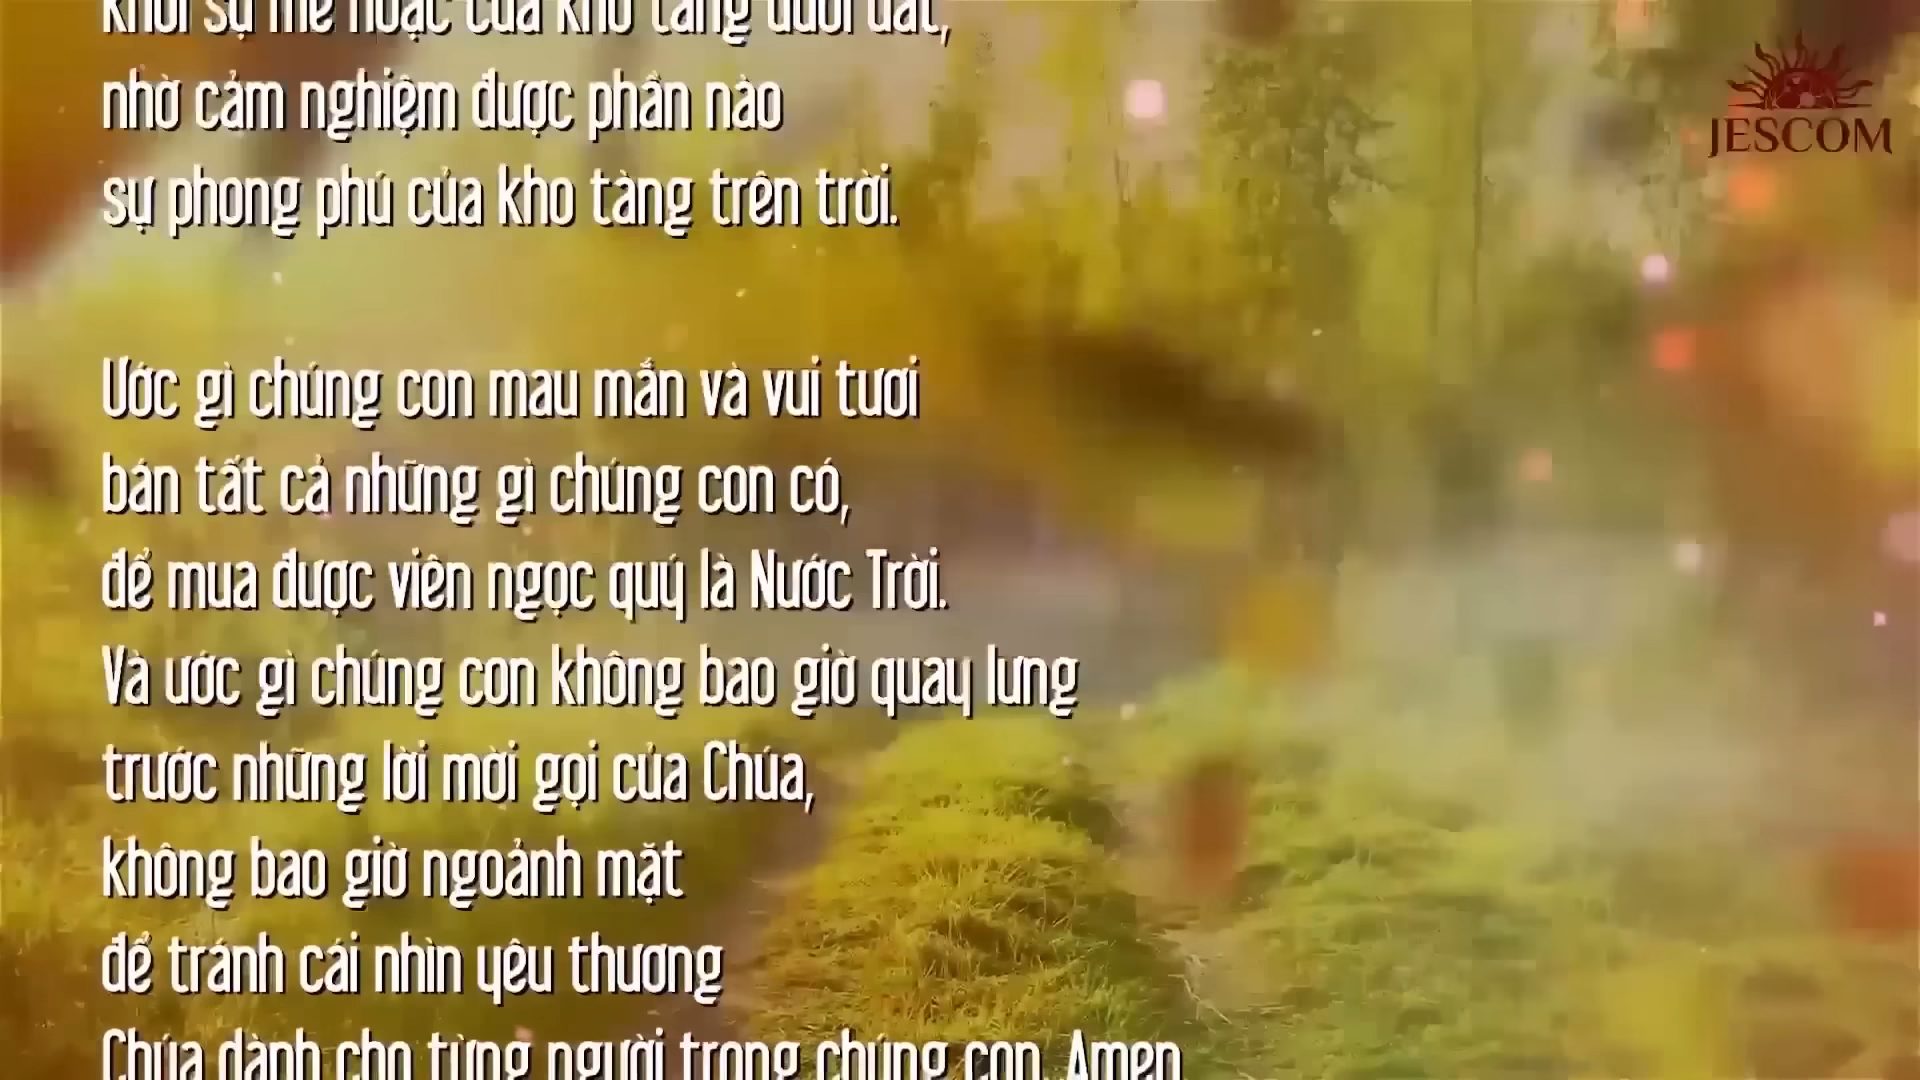 khỏi sự mê hoặc của kho tàng dưới đất,
nhờ cảm nghiệm được phần nào
sự phong phú của kho tàng trên trời.
Ước gì chúng con mau mắn và vui tươi
bán tất cả những gì chúng con có,
để mua được viên ngọc quý là Nước Trời.
Và ước gì chúng con không bao giờ quay lưng
trước những lời mời gọi của Chúa,
không bao giờ ngoảnh mặt
để tránh cái nhìn yêu thương
Chúa dành cho từng người trong chúng con. Amen
JESCOM